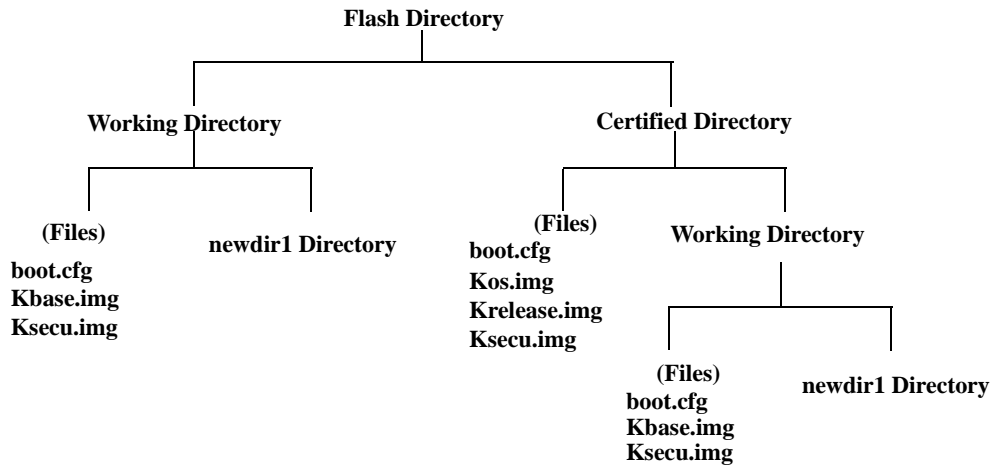 Flash Directory
Working Directory
Certified Directory
(Files)
boot.cfg
Kbase.img
Ksecu.img
newdir1 Directory
(Files)
boot.cfg
Kos.img
Krelease.img
Ksecu.img
Working Directory
(Files)
boot.cfg
Kbase.img
Ksecu.img
newdir1 Directory